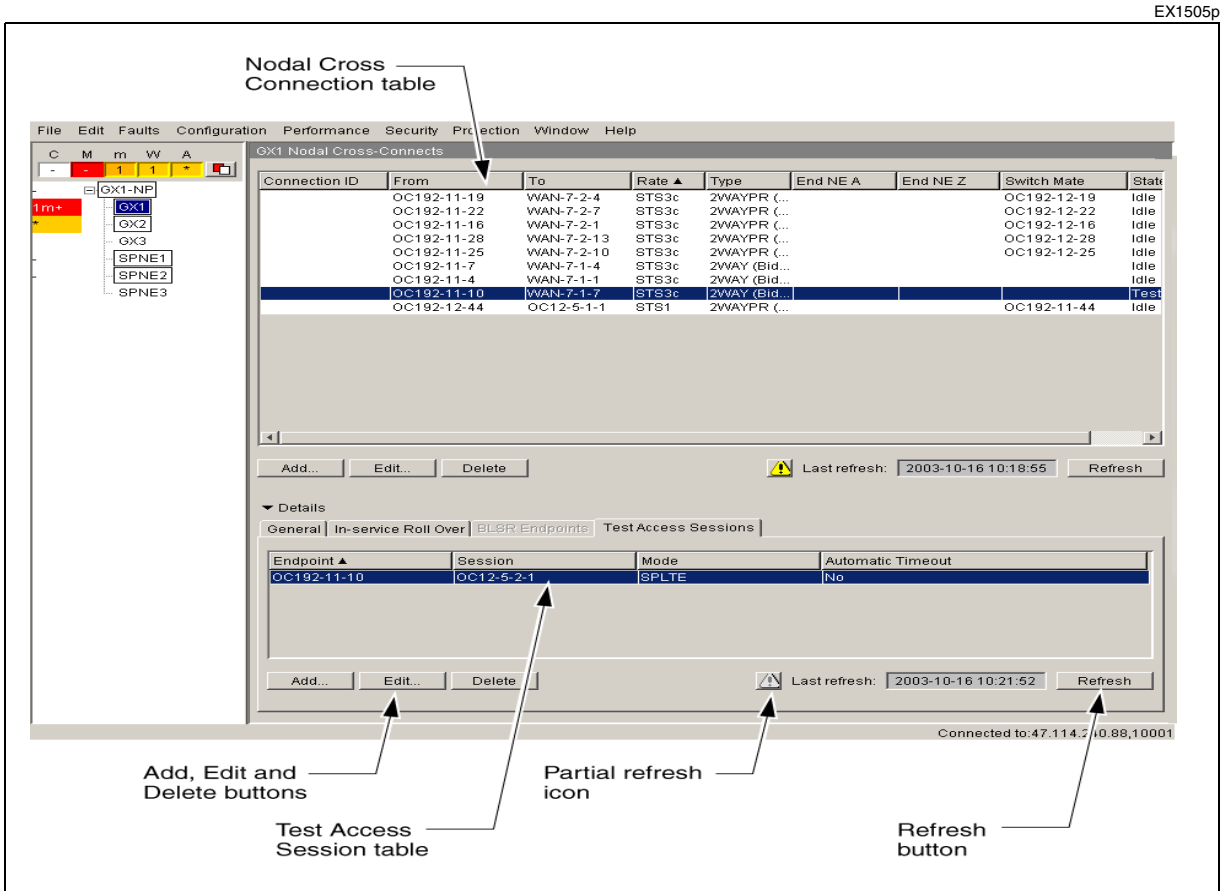 EX1505p
Nodal Cross
Connection table
File Edit Faults Configuration Performance Security Protection Window Help
C M m W A
- - 1 1 *
GX1 Nodal Cross-Connects
GX1-NP
1m+ GX1
* GX2
GX3
- SPNE1
- SPNE2
SPNE3
Connection ID From To Rate ▲ Type End NE A End NE Z Switch Mate State
OC192-11-19 WAN-7-2-4 STS3c 2WAYPR (... OC192-12-19 Idle
OC192-11-22 WAN-7-2-7 STS3c 2WAYPR (... OC192-12-22 Idle
OC192-11-16 WAN-7-2-1 STS3c 2WAYPR (... OC192-12-16 Idle
OC192-11-28 WAN-7-2-13 STS3c 2WAYPR (... OC192-12-28 Idle
OC192-11-25 WAN-7-2-10 STS3c 2WAYPR (... OC192-12-25 Idle
OC192-11-7 WAN-7-1-4 STS3c 2WAY (Bid... Idle
OC192-11-4 WAN-7-1-1 STS3c 2WAY (Bid... Idle
OC192-11-10 WAN-7-1-7 STS3c 2WAY (Bid... Test
OC192-12-44 OC12-5-1-1 STS1 2WAYPR (... OC192-11-44 Idle
Add... Edit... Delete Last refresh: 2003-10-16 10:18:55 Refresh
Details
General In-service Roll Over BLSR Endpoints Test Access Sessions
Endpoint ▲ Session Mode Automatic Timeout
OC192-11-10 OC12-5-2-1 SPLTE No
Add... Edit... Delete Last refresh: 2003-10-16 10:21:52 Refresh
Connected to:47.114.240.88,10001
Add, Edit and
Delete buttons
Partial refresh
icon
Test Access
Session table
Refresh
button